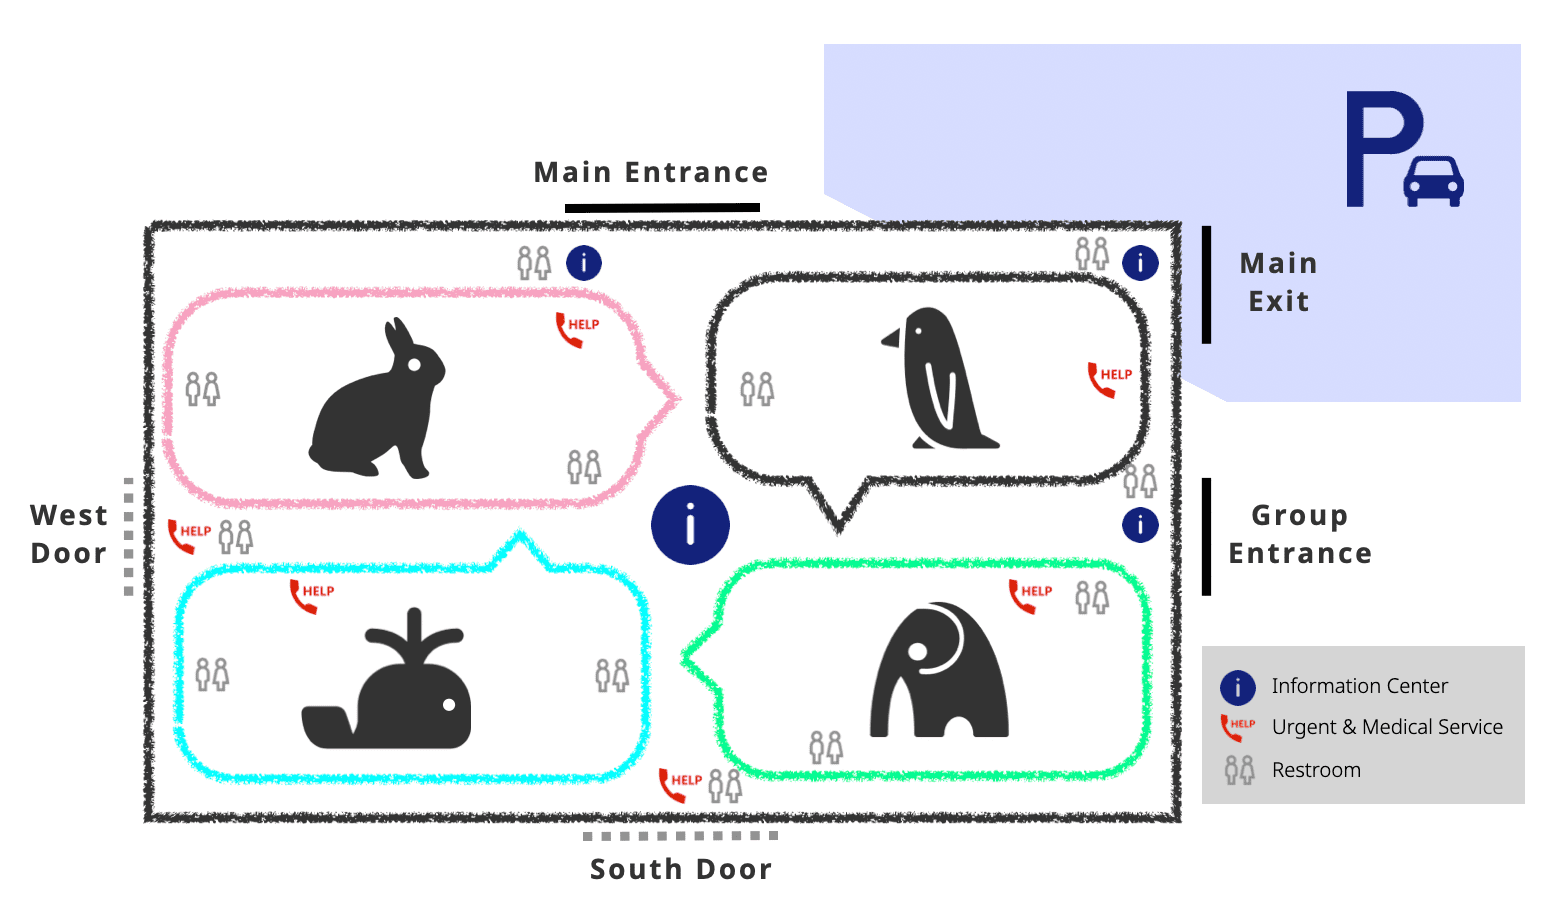 P
Main Entrance
i
i
Main
Exit
HELP
HELP
West
Door
HELP
i
i
Group
Entrance
HELP
HELP
HELP
South Door
i Information Center
HELP Urgent & Medical Service
Restroom